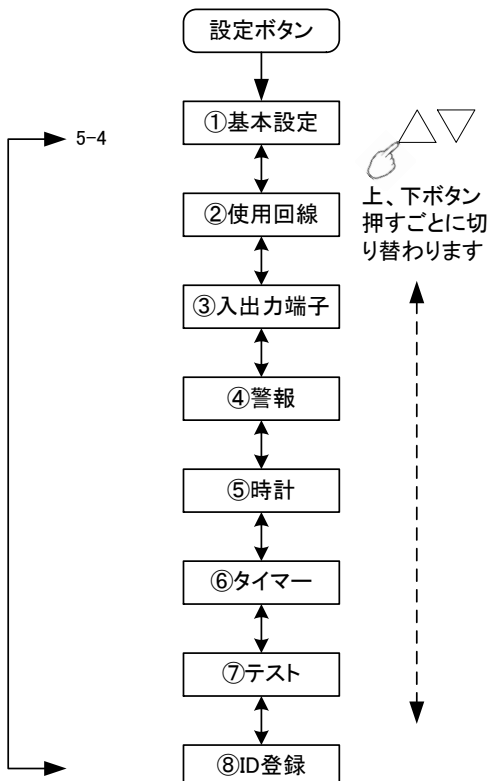 設定ボタン
①基本設定
5-4
上、下ボタン
押すごとに切
り替わります
②使用回線
③入出力端子
④警報
⑤時計
⑥タイマー
⑦テスト
⑧ID登録